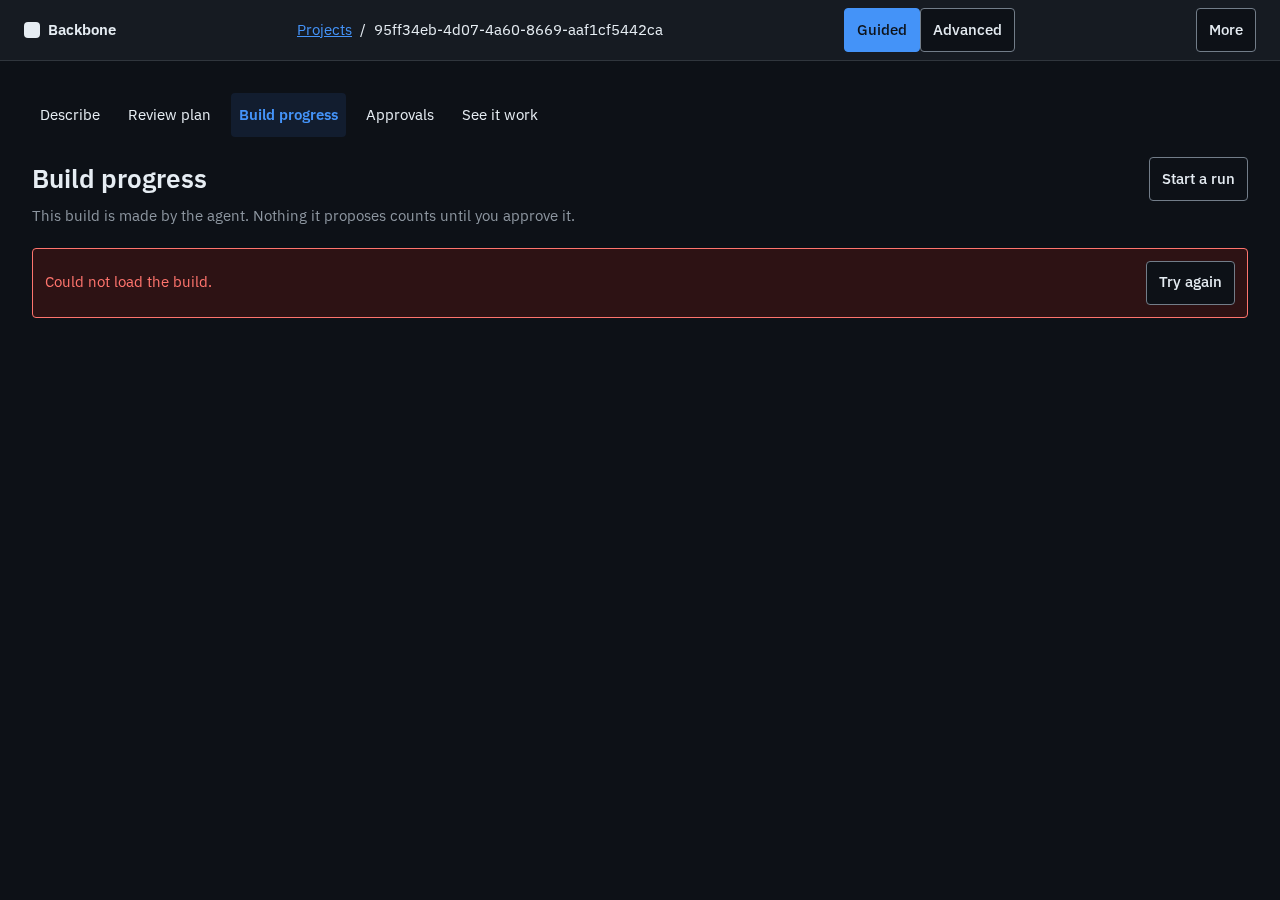 Backbone Projects / 95ff34eb-4d07-4a60-8669-aaf1cf5442ca Guided Advanced More
Describe Review plan Build progress Approvals See it work
Build progress Start a run
This build is made by the agent. Nothing it proposes counts until you approve it.
Could not load the build. Try again